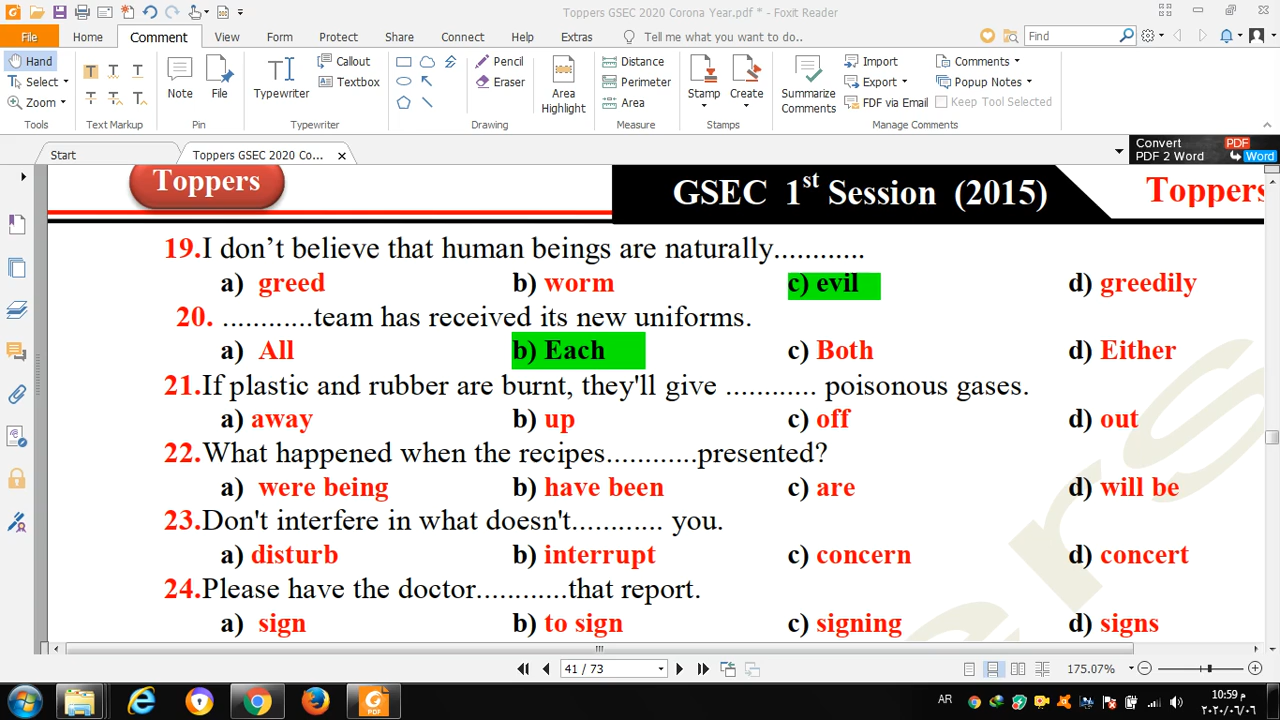 Toppers GSEC 2020 Corona Year.pdf * - Foxit Reader
File Home Comment View Form Protect Share Connect Help Extras Tell me what you want to do.. Find
Hand Select Zoom Tools
Text Markup
Note File Pin
Typewriter Callout Textbox Typewriter
Pencil Eraser Drawing
Area Highlight
Distance Perimeter Area Measure
Stamp Create Stamps
Summarize Comments Import Export FDF via Email Comments Popup Notes Keep Tool Selected Manage Comments
Start Toppers GSEC 2020 Co... Convert PDF
PDF 2 Word Word
Toppers GSEC 1st Session (2015) Toppers
19.I don’t believe that human beings are naturally............
a) greed b) worm c) evil d) greedily
20. ............team has received its new uniforms.
a) All b) Each c) Both d) Either
21.If plastic and rubber are burnt, they'll give ............ poisonous gases.
a) away b) up c) off d) out
22.What happened when the recipes............presented?
a) were being b) have been c) are d) will be
23.Don't interfere in what doesn't............ you.
a) disturb b) interrupt c) concern d) concert
24.Please have the doctor............that report.
a) sign b) to sign c) signing d) signs
ers
41 / 73 175.07%
AR 10:59 م
٢٠٢٠/٠٦/٠٦